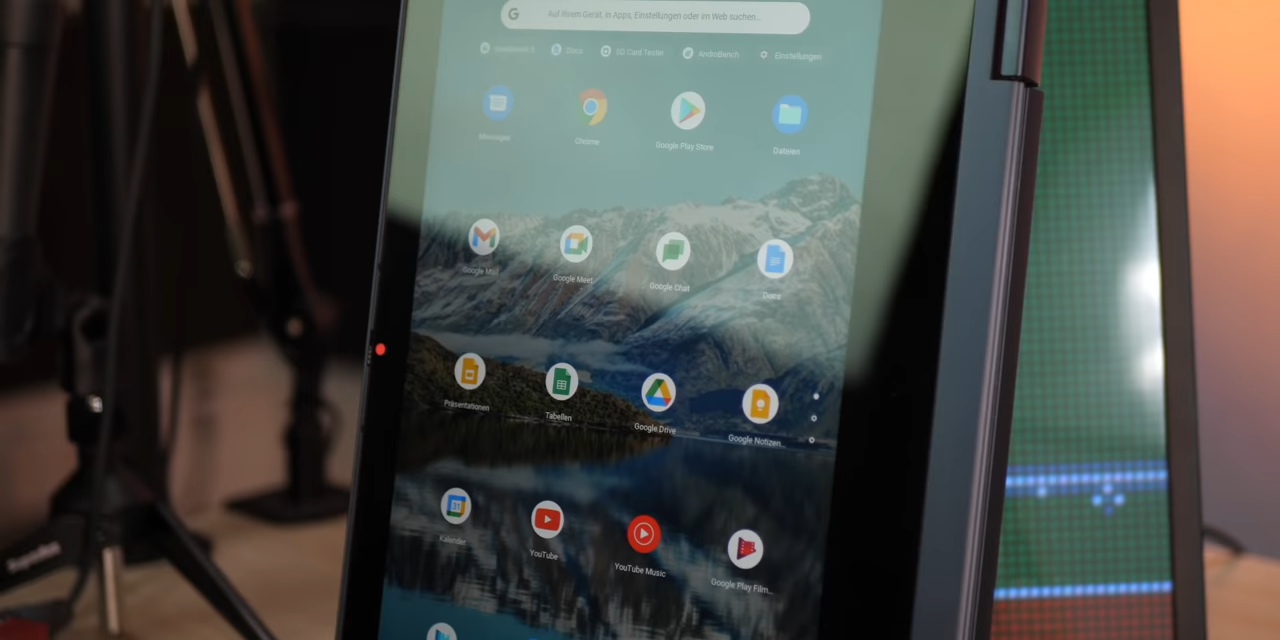 Auf Ihrem Gerät, in Apps, Einstellungen oder im Web suchen...
Docs SD Card Tester AndroBench Einstellungen
Messages Chrome Google Play Store Dateien
Google Mail Google Meet Google Chat Docs
Präsentationen Tabellen Google Drive Google Notizen...
31
Kalender YouTube YouTube Music Google Play Film...